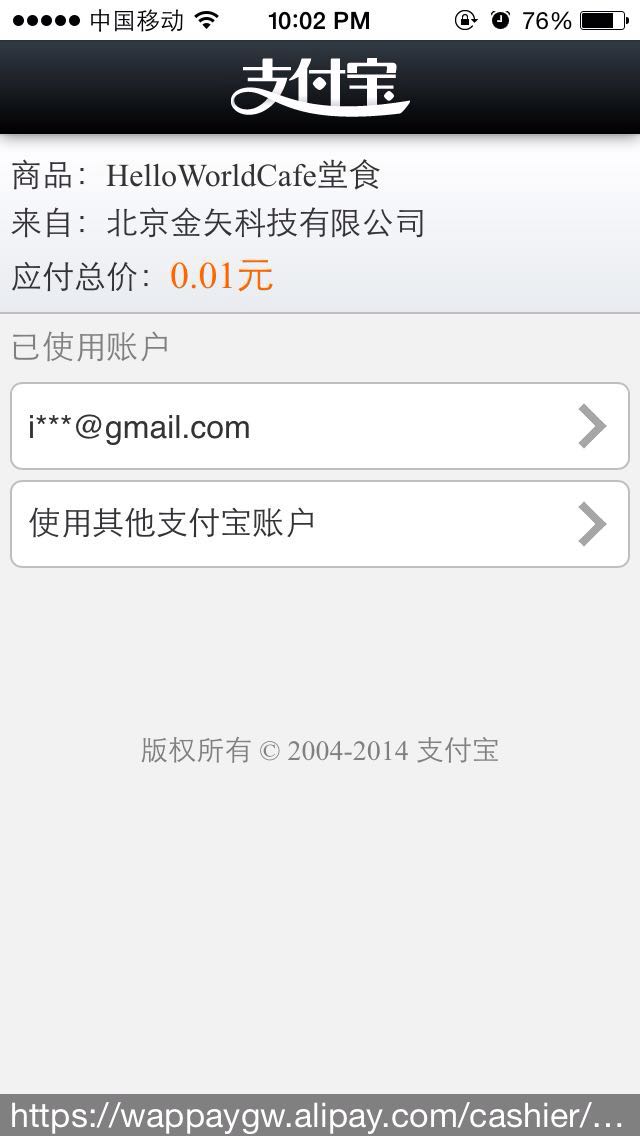 中国移动 10:02 PM 76%
支付宝
商品：HelloWorldCafe堂食
来自：北京金矢科技有限公司
应付总价：0.01元
已使用账户
i***@gmail.com
使用其他支付宝账户
版权所有 © 2004-2014 支付宝
https://wappaygw.alipay.com/cashier/...